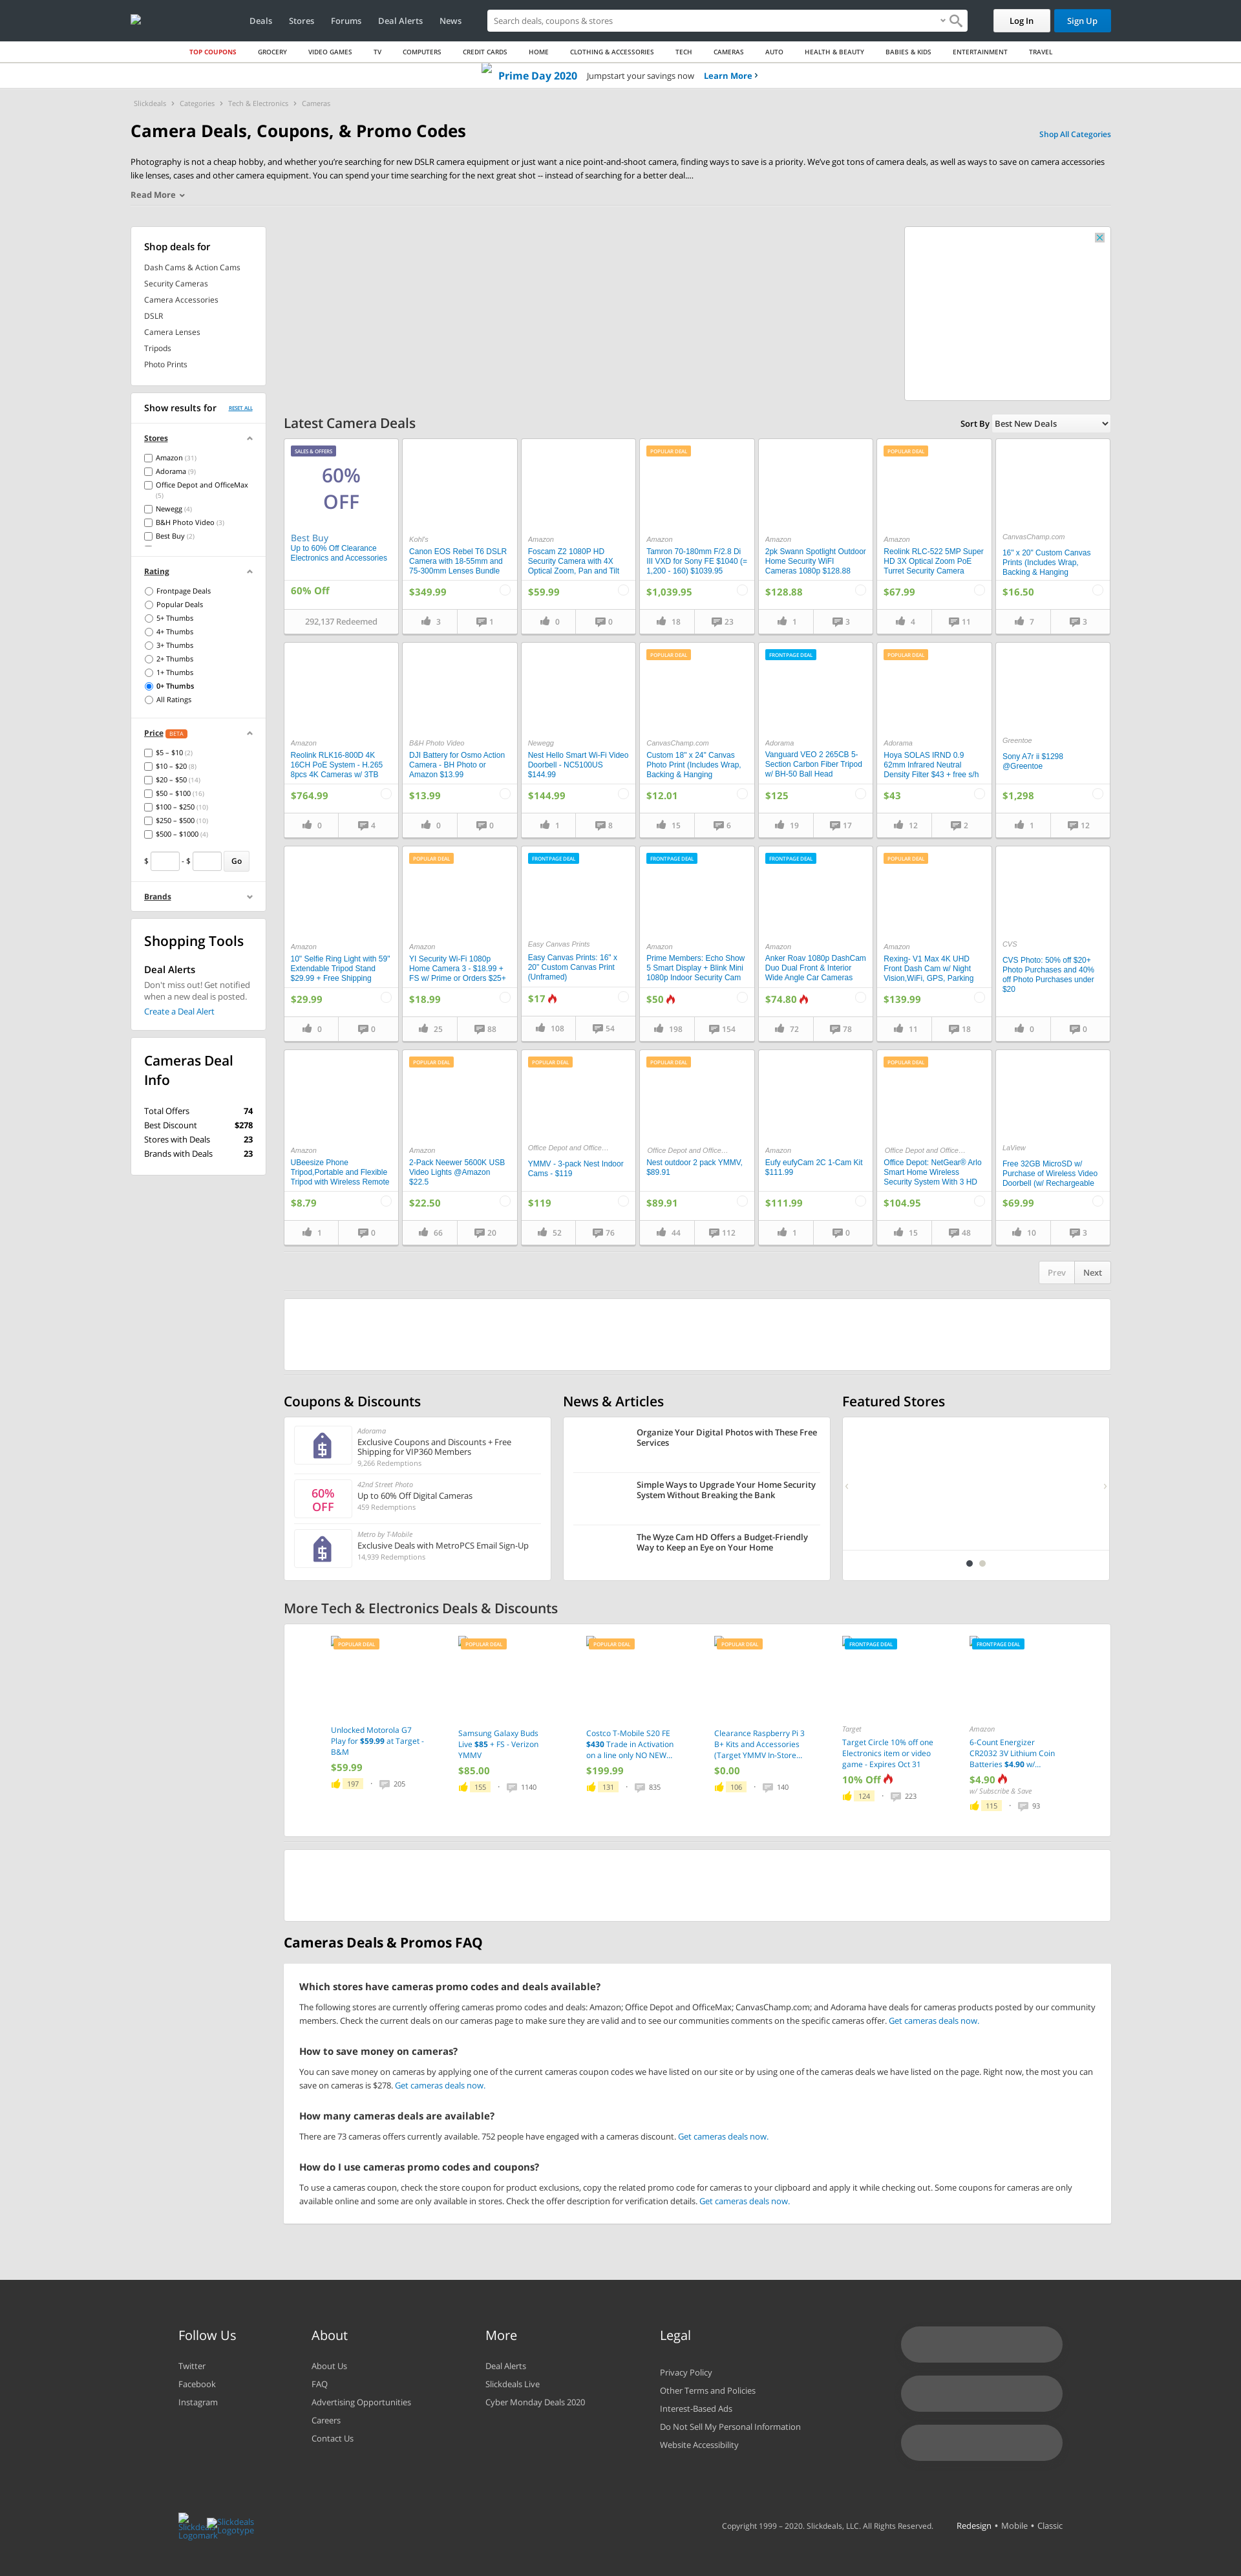 Deals
Stores
Forums
Deal Alerts
News
Search deals, coupons & stores
Log In
Sign Up
TOP COUPONS
GROCERY
VIDEO GAMES
TV
COMPUTERS
CREDIT CARDS
HOME
CLOTHING & ACCESSORIES
TECH
CAMERAS
AUTO
HEALTH & BEAUTY
BABIES & KIDS
ENTERTAINMENT
TRAVEL
Prime Day 2020 Jumpstart your savings now Learn More
Slickdeals > Categories > Tech & Electronics > Cameras
Camera Deals, Coupons, & Promo Codes
Shop All Categories
Photography is not a cheap hobby, and whether you're searching for new DSLR camera equipment or just want a nice point-and-shoot camera, finding ways to save is a priority. We've got tons of camera deals, as well as ways to save on camera accessories
like lenses, cases and other camera equipment. You can spend your time searching for the next great shot -- instead of searching for a better deal....
Read More
Shop deals for
Dash Cams & Action Cams
Security Cameras
Camera Accessories
DSLR
Camera Lenses
Tripods
Photo Prints
Show results for
RESET ALL
Stores
Amazon (31)
Adorama (9)
Office Depot and OfficeMax
(5)
Newegg (4)
B&H Photo Video (3)
Best Buy (2)
Rating
Frontpage Deals
Popular Deals
5+ Thumbs
4+ Thumbs
3+ Thumbs
2+ Thumbs
1+ Thumbs
0+ Thumbs
All Ratings
Price BETA
$5 – $10 (2)
$10 – $20 (8)
$20 – $50 (14)
$50 – $100 (16)
$100 – $250 (10)
$250 – $500 (10)
$500 – $1000 (4)
$ - $ Go
Brands
Shopping Tools
Deal Alerts
Don't miss out! Get notified
when a new deal is posted.
Create a Deal Alert
Cameras Deal
Info
Total Offers 74
Best Discount $278
Stores with Deals 23
Brands with Deals 23
Latest Camera Deals
Sort By Best New Deals
SALES & OFFERS
60%
OFF
Best Buy
Up to 60% Off Clearance
Electronics and Accessories
60% Off
292,137 Redeemed
Kohl's
Canon EOS Rebel T6 DSLR
Camera with 18-55mm and
75-300mm Lenses Bundle
$349.99
3 1
Amazon
Foscam Z2 1080P HD
Security Camera with 4X
Optical Zoom, Pan and Tilt
$59.99
0 0
POPULAR DEAL
Amazon
Tamron 70-180mm F/2.8 Di
III VXD for Sony FE $1040 (=
1,200 - 160) $1039.95
$1,039.95
18 23
Amazon
2pk Swann Spotlight Outdoor
Home Security WiFI
Cameras 1080p $128.88
$128.88
1 3
POPULAR DEAL
Amazon
Reolink RLC-522 5MP Super
HD 3X Optical Zoom PoE
Turret Security Camera
$67.99
4 11
CanvasChamp.com
16" x 20" Custom Canvas
Prints (Includes Wrap,
Backing & Hanging
$16.50
7 3
Amazon
Reolink RLK16-800D 4K
16CH PoE System - H.265
8pcs 4K Cameras w/ 3TB
$764.99
0 4
B&H Photo Video
DJI Battery for Osmo Action
Camera - BH Photo or
Amazon $13.99
$13.99
0 0
Newegg
Nest Hello Smart Wi-Fi Video
Doorbell - NC5100US
$144.99
$144.99
1 8
POPULAR DEAL
CanvasChamp.com
Custom 18" x 24" Canvas
Photo Print (Includes Wrap,
Backing & Hanging
$12.01
15 6
FRONTPAGE DEAL
Adorama
Vanguard VEO 2 265CB 5-
Section Carbon Fiber Tripod
w/ BH-50 Ball Head
$125
19 17
POPULAR DEAL
Adorama
Hoya SOLAS IRND 0.9
62mm Infrared Neutral
Density Filter $43 + free s/h
$43
12 2
Greentoe
Sony A7r ii $1298
@Greentoe
$1,298
1 12
Amazon
10" Selfie Ring Light with 59"
Extendable Tripod Stand
$29.99 + Free Shipping
$29.99
0 0
POPULAR DEAL
Amazon
YI Security Wi-Fi 1080p
Home Camera 3 - $18.99 +
FS w/ Prime or Orders $25+
$18.99
25 88
FRONTPAGE DEAL
Easy Canvas Prints
Easy Canvas Prints: 16" x
20" Custom Canvas Print
(Unframed)
$17
108 54
FRONTPAGE DEAL
Amazon
Prime Members: Echo Show
5 Smart Display + Blink Mini
1080p Indoor Security Cam
$50
198 154
FRONTPAGE DEAL
Amazon
Anker Roav 1080p DashCam
Duo Dual Front & Interior
Wide Angle Car Cameras
$74.80
72 78
POPULAR DEAL
Amazon
Rexing- V1 Max 4K UHD
Front Dash Cam w/ Night
Vision,WiFi, GPS, Parking
$139.99
11 18
CVS
CVS Photo: 50% off $20+
Photo Purchases and 40%
off Photo Purchases under
$20
0 0
Amazon
UBeesize Phone
Tripod,Portable and Flexible
Tripod with Wireless Remote
$8.79
1 0
POPULAR DEAL
Amazon
2-Pack Neewer 5600K USB
Video Lights @Amazon
$22.5
$22.50
66 20
POPULAR DEAL
Office Depot and Office...
YMMV - 3-pack Nest Indoor
Cams - $119
$119
52 76
POPULAR DEAL
Office Depot and Office...
Nest outdoor 2 pack YMMV,
$89.91
$89.91
44 112
Amazon
Eufy eufyCam 2C 1-Cam Kit
$111.99
$111.99
1 0
POPULAR DEAL
Office Depot and Office...
Office Depot: NetGear® Arlo
Smart Home Wireless
Security System With 3 HD
$104.95
15 48
LaView
Free 32GB MicroSD w/
Purchase of Wireless Video
Doorbell (w/ Rechargeable
$69.99
10 3
Prev Next
Coupons & Discounts
Adorama
Exclusive Coupons and Discounts + Free
Shipping for VIP360 Members
9,266 Redemptions
60%
OFF
42nd Street Photo
Up to 60% Off Digital Cameras
459 Redemptions
Metro by T-Mobile
Exclusive Deals with MetroPCS Email Sign-Up
14,939 Redemptions
News & Articles
Organize Your Digital Photos with These Free
Services
Simple Ways to Upgrade Your Home Security
System Without Breaking the Bank
The Wyze Cam HD Offers a Budget-Friendly
Way to Keep an Eye on Your Home
Featured Stores
More Tech & Electronics Deals & Discounts
POPULAR DEAL
Unlocked Motorola G7
Play for $59.99 at Target -
B&M
$59.99
197 · 205
POPULAR DEAL
Samsung Galaxy Buds
Live $85 + FS - Verizon
YMMV
$85.00
155 · 1140
POPULAR DEAL
Costco T-Mobile S20 FE
$430 Trade in Activation
on a line only NO NEW...
$199.99
131 · 835
POPULAR DEAL
Clearance Raspberry Pi 3
B+ Kits and Accessories
(Target YMMV In-Store...
$0.00
106 · 140
FRONTPAGE DEAL
Target
Target Circle 10% off one
Electronics item or video
game - Expires Oct 31
10% Off
124 · 223
FRONTPAGE DEAL
Amazon
6-Count Energizer
CR2032 3V Lithium Coin
Batteries $4.90 w/...
$4.90
w/ Subscribe & Save
115 · 93
Cameras Deals & Promos FAQ
Which stores have cameras promo codes and deals available?
The following stores are currently offering cameras promo codes and deals: Amazon; Office Depot and OfficeMax; CanvasChamp.com; and Adorama have deals for cameras products posted by our community
members. Check the current deals on our cameras page to make sure they are valid and to see our communities comments on the specific cameras offer. Get cameras deals now.
How to save money on cameras?
You can save money on cameras by applying one of the current cameras coupon codes we have listed on our site or by using one of the cameras deals we have listed on the page. Right now, the most you can
save on cameras is $278. Get cameras deals now.
How many cameras deals are available?
There are 73 cameras offers currently available. 752 people have engaged with a cameras discount. Get cameras deals now.
How do I use cameras promo codes and coupons?
To use a cameras coupon, check the store coupon for product exclusions, copy the related promo code for cameras to your clipboard and apply it while checking out. Some coupons for cameras are only
available online and some are only available in stores. Check the offer description for verification details. Get cameras deals now.
Follow Us
Twitter
Facebook
Instagram
About
About Us
FAQ
Advertising Opportunities
Careers
Contact Us
More
Deal Alerts
Slickdeals Live
Cyber Monday Deals 2020
Legal
Privacy Policy
Other Terms and Policies
Interest-Based Ads
Do Not Sell My Personal Information
Website Accessibility
Slickdeals
Logomark
Slickdeals
Logotype
Copyright 1999 – 2020. Slickdeals, LLC. All Rights Reserved.
Redesign • Mobile • Classic